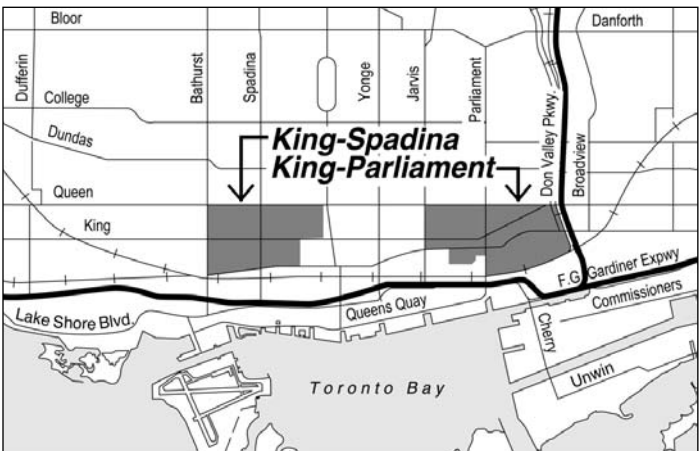 Bloor
Danforth
Dufferin
Bathurst
Spadina
Yonge
Jarvis
Parliament
Don Valley Pkwy.
Broadview
College
Dundas
King-Spadina
King-Parliament
Queen
King
F.G. Gardiner Expwy
Commissioners
Queens Quay
Lake Shore Blvd.
Cherry
Unwin
Toronto Bay